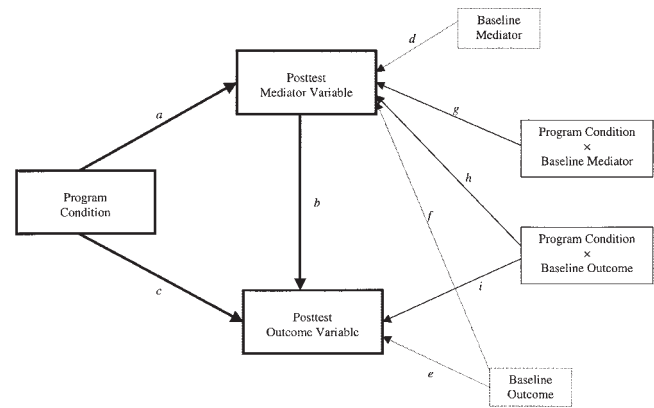 Baseline
Mediator
d
Posttest
Mediator Variable
a
g
Program Condition
×
Baseline Mediator
h
Program
Condition
b
f
Program Condition
×
Baseline Outcome
c
i
Posttest
Outcome Variable
e
Baseline
Outcome